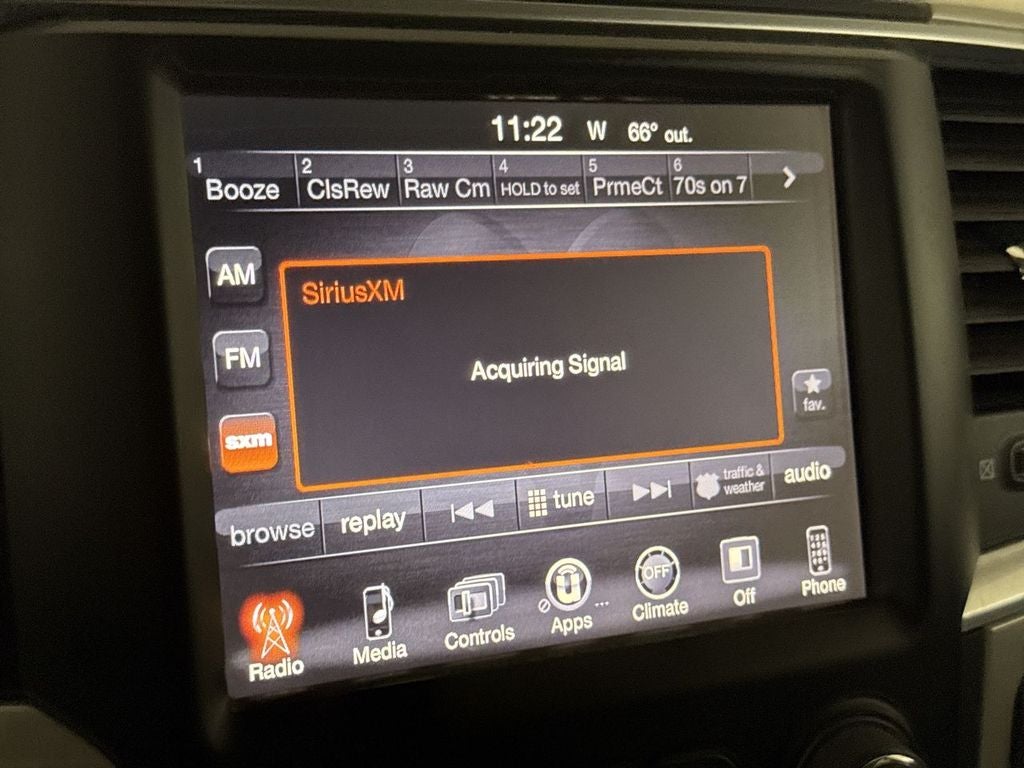 11:22 W 66° out.
1 Booze 2 ClsRew 3 Raw Cm 4 HOLD to set 5 PrmeCt 6 70s on 7
AM
SiriusXM
FM
Acquiring Signal
fav.
sxm
browse replay tune traffic & weather audio
OFF
Radio Media Controls Apps ... Climate Off Phone